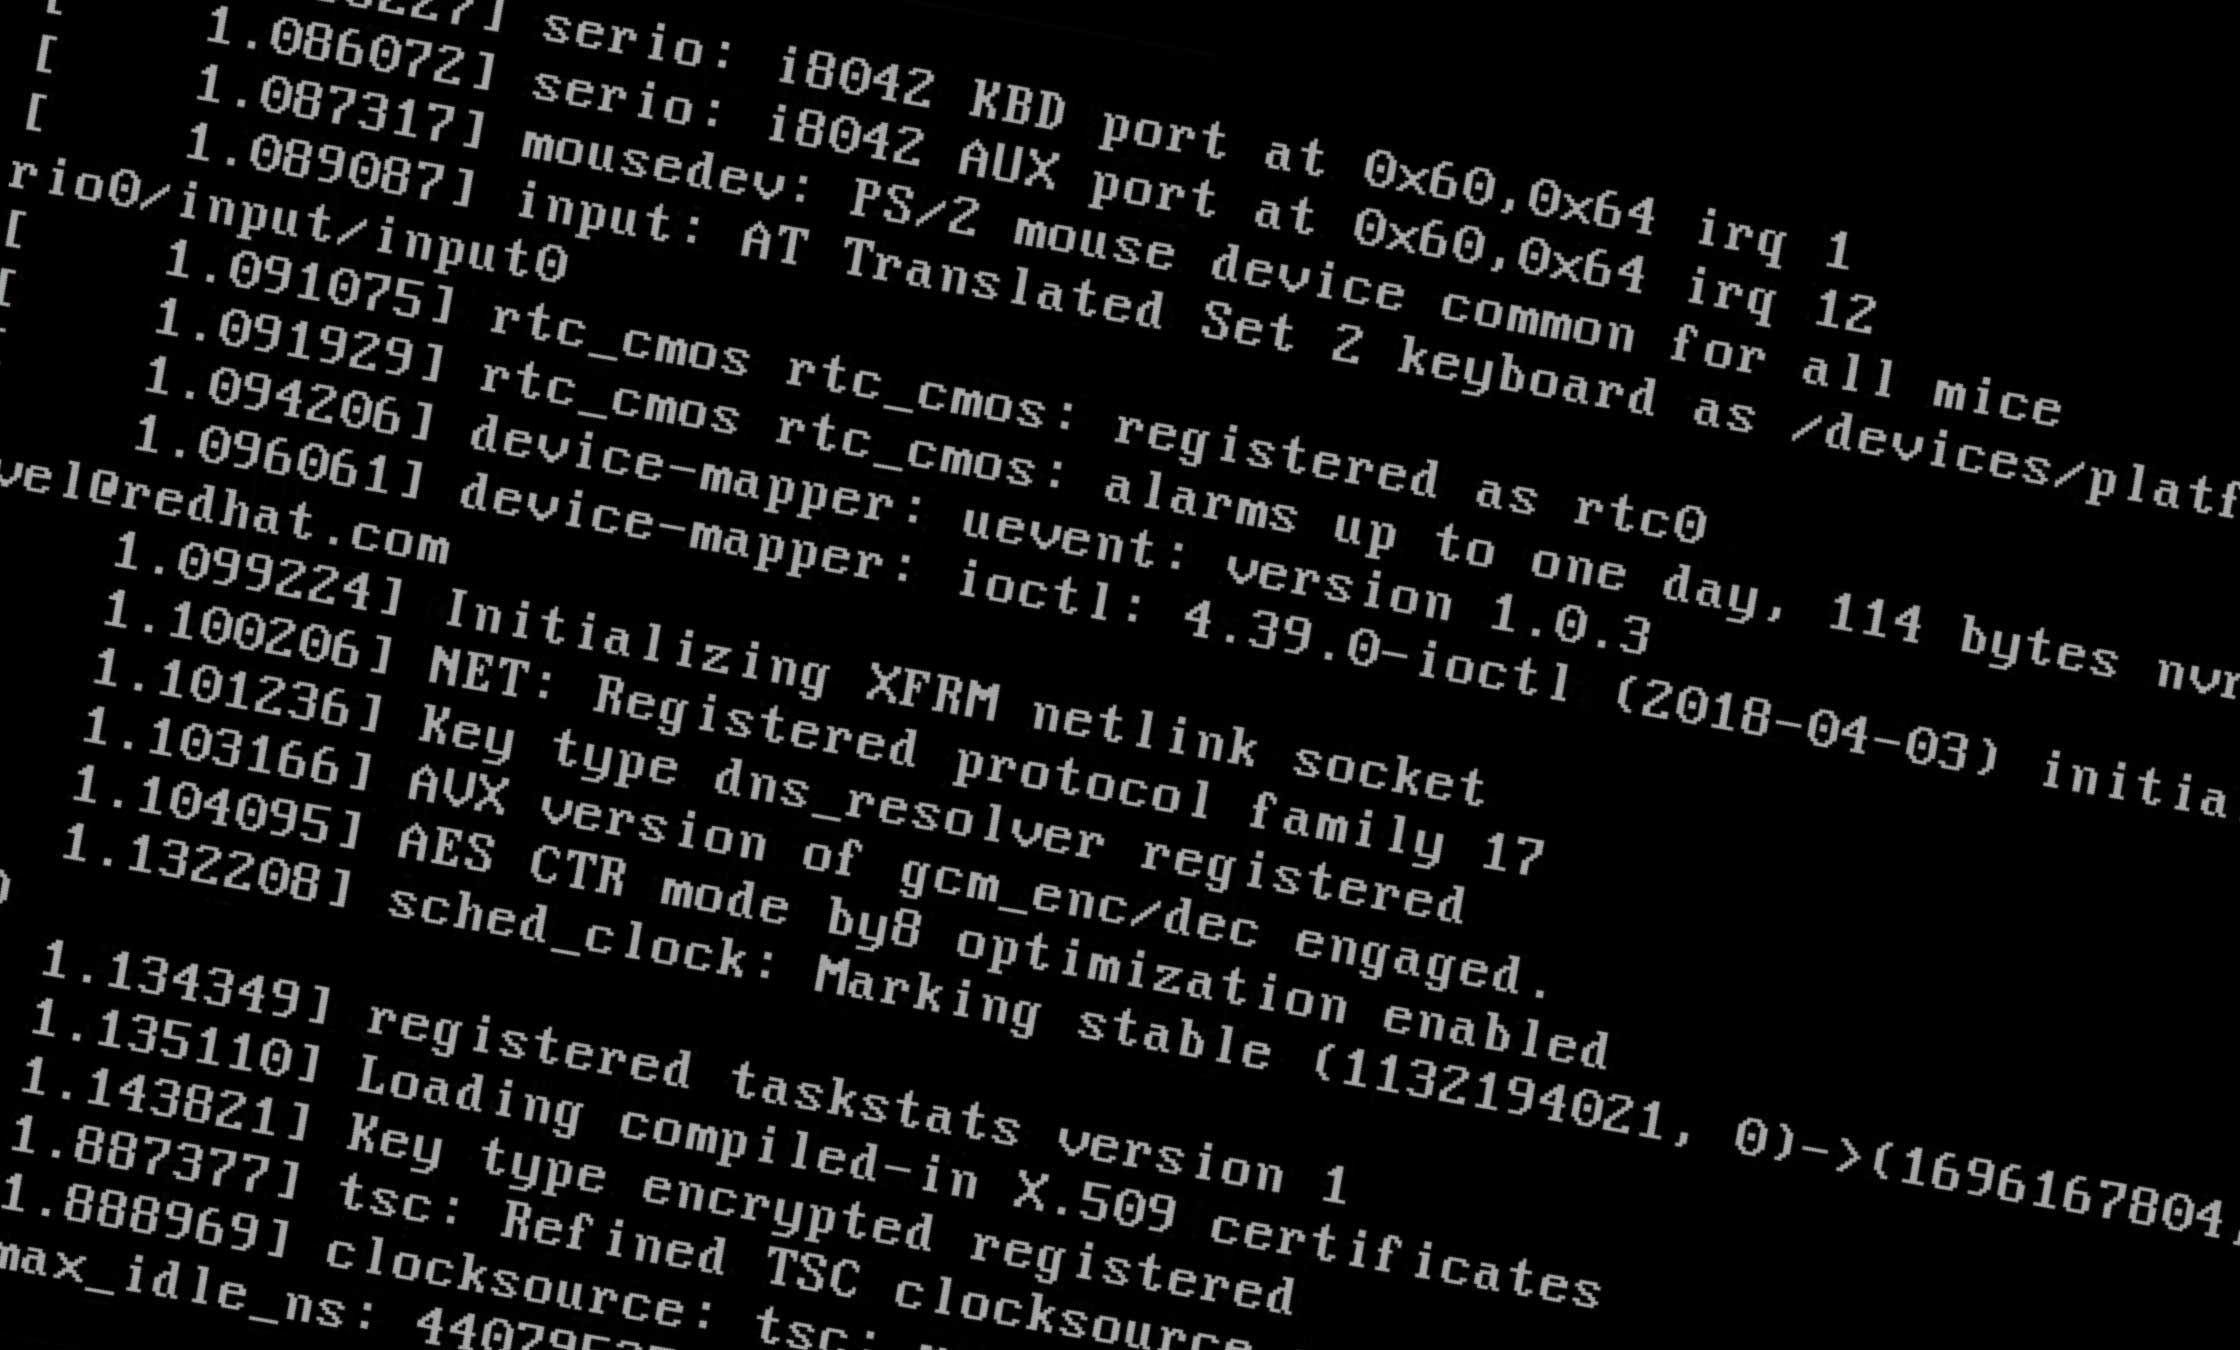 227] serio: i8042 KBD port at 0x60,0x64 irq 1
[ 1.086072] serio: i8042 AUX port at 0x60,0x64 irq 12
[ 1.087317] mousedev: PS/2 mouse device common for all mice
[ 1.089087] input: AT Translated Set 2 keyboard as /devices/platf
rio0/input/input0
[ 1.091075] rtc_cmos rtc_cmos: registered as rtc0
[ 1.091929] rtc_cmos rtc_cmos: alarms up to one day, 114 bytes nvr
1.094206] device-mapper: uevent: version 1.0.3
1.096061] device-mapper: ioctl: 4.39.0-ioctl (2018-04-03) initia
vel@redhat.com
1.099224] Initializing XFRM netlink socket
1.100206] NET: Registered protocol family 17
1.101236] Key type dns_resolver registered
1.103166] AVX version of gcm_enc/dec engaged.
1.104095] AES CTR mode by8 optimization enabled
1.132208] sched_clock: Marking stable (1132194021, 0)->(1696167804,
)
1.134349] registered taskstats version 1
1.135110] Loading compiled-in X.509 certificates
1.143821] Key type encrypted registered
1.887377] tsc: Refined TSC clocksource
1.888969] clocksource: tsc:
max_idle_ns: 440795